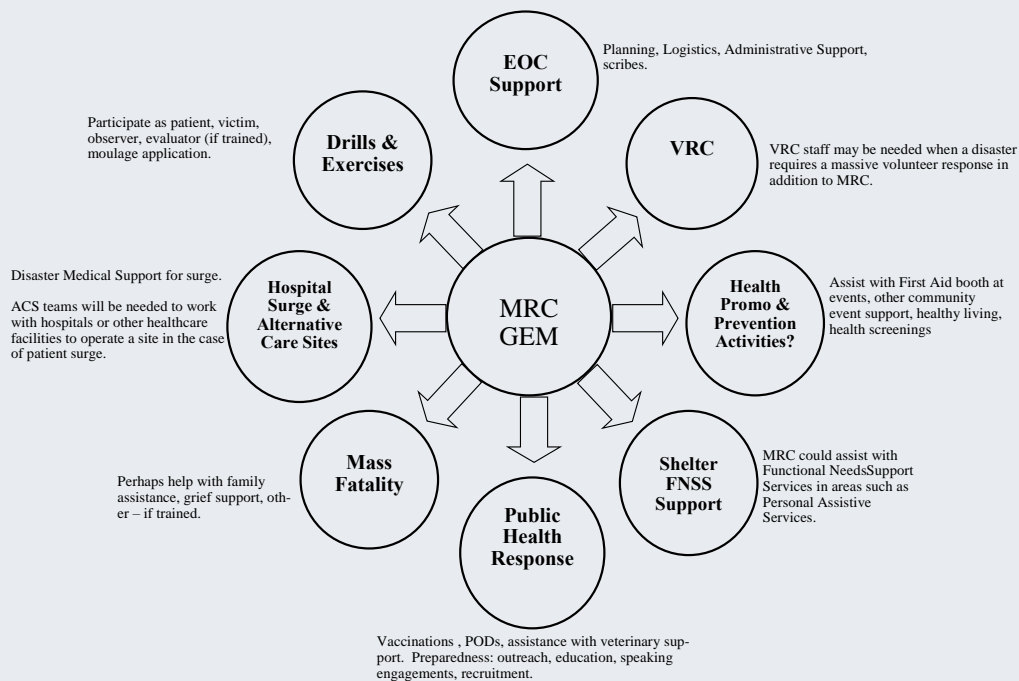 EOC
Support
Planning, Logistics, Administrative Support,
scribes.
VRC
VRC staff may be needed when a disaster
requires a massive volunteer response in
addition to MRC.
Health
Promo &
Prevention
Activities?
Assist with First Aid booth at
events, other community
event support, healthy living,
health screenings
Shelter
FNSS
Support
MRC could assist with
Functional NeedsSupport
Services in areas such as
Personal Assistive
Services.
Public
Health
Response
Vaccinations , PODs, assistance with veterinary sup-
port.  Preparedness: outreach, education, speaking
engagements, recruitment.
Mass
Fatality
Perhaps help with family
assistance, grief support, oth-
er – if trained.
Hospital
Surge &
Alternative
Care Sites
Disaster Medical Support for surge.
ACS teams will be needed to work
with hospitals or other healthcare
facilities to operate a site in the case
of patient surge.
Drills &
Exercises
Participate as patient, victim,
observer, evaluator (if trained),
moulage application.
MRC
GEM